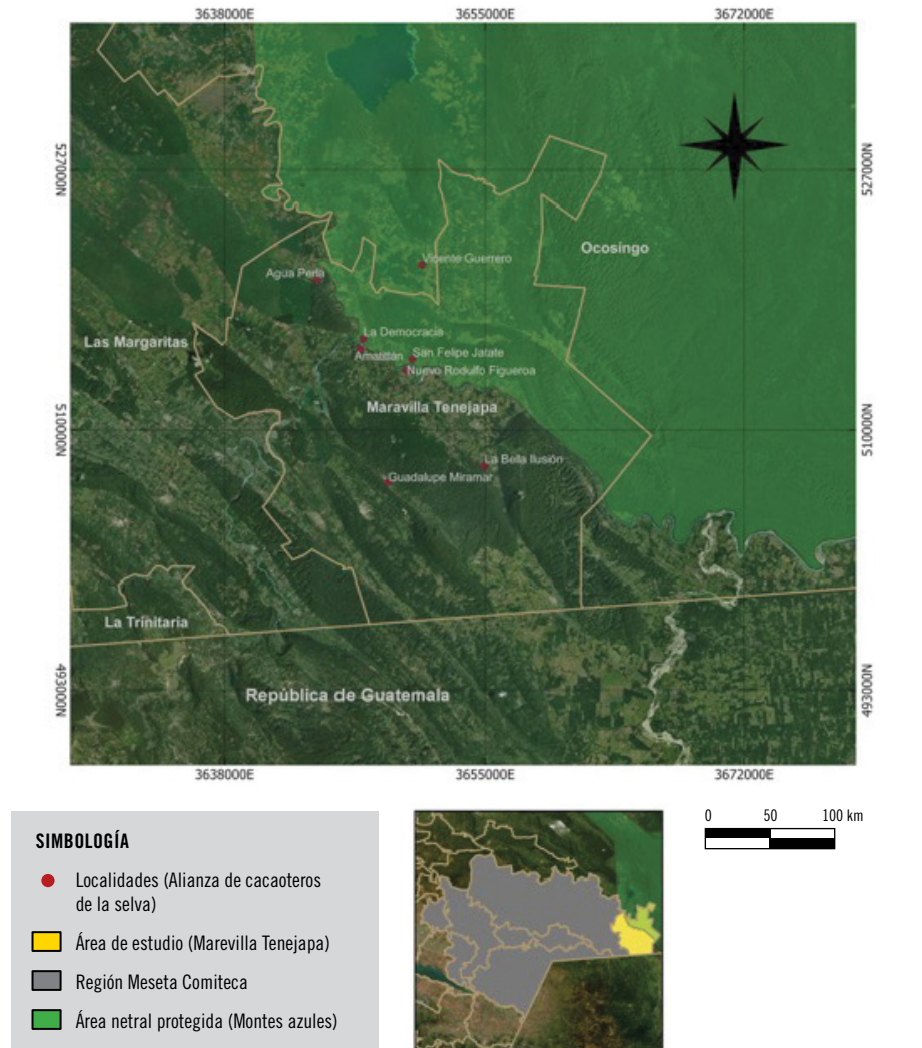 3638000E 3655000E 3672000E
527000N 527000N
Ocosingo
Vicente Guerrero
Agua Perla
La Democracia
Las Margaritas
Amatitlán San Felipe Jatate
Nuevo Rodulfo Figueroa
Maravilla Tenejapa
510000N 510000N
La Bella Ilusión
Guadalupe Miramar
La Trinitaria
República de Guatemala
493000N 493000N
3638000E 3655000E 3672000E
SIMBOLOGÍA
Localidades (Alianza de cacaoteros
de la selva)
Área de estudio (Marevilla Tenejapa)
Región Meseta Comiteca
Área netral protegida (Montes azules)
0 50 100 km